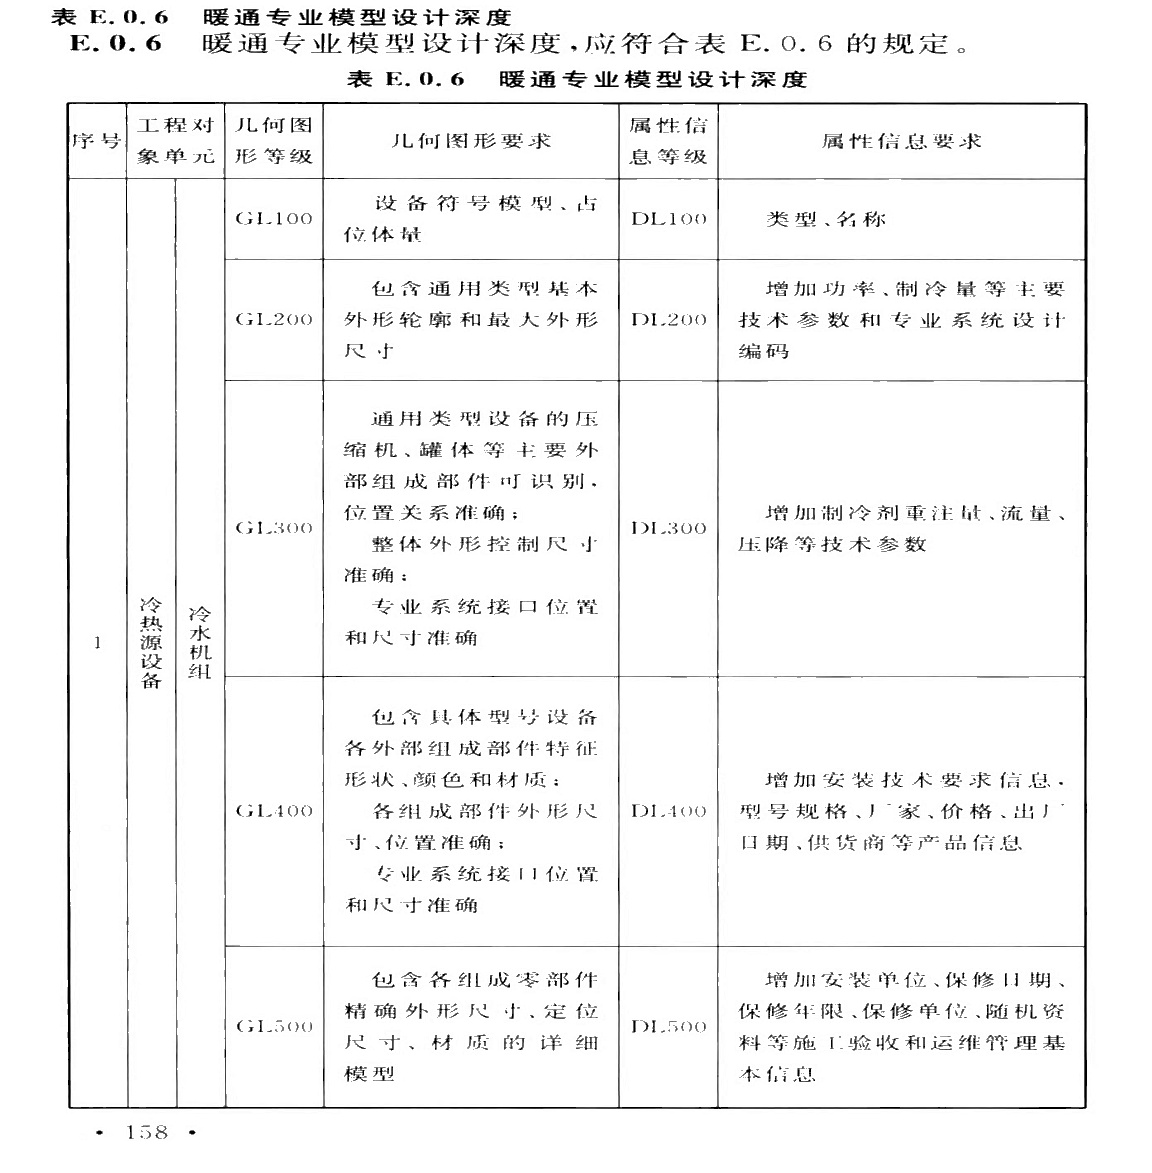 表 E.0.6 暖通专业模型设计深度
E.0.6 暖通专业模型设计深度,应符合表 E.0.6 的规定。
表 E.0.6 暖通专业模型设计深度
序号
工程对
象单元
几何图
形等级
几何图形要求
属性信
息等级
属性信息要求
1
冷热源设备
冷水机组
GL100
设备符号模型、占
位体量
DL100
类型、名称
GL200
包含通用类型基本
外形轮廓和最大外形
尺寸
DL200
增加功率、制冷量等主要
技术参数和专业系统设计
编码
GL300
通用类型设备的压
缩机、罐体等主要外
部组成部件可识别,
位置关系准确;
整体外形控制尺寸
准确;
专业系统接口位置
和尺寸准确
DL300
增加制冷剂重注量、流量、
压降等技术参数
GL400
包含具体型号设备
各外部组成部件特征
形状、颜色和材质;
各组成部件外形尺
寸、位置准确;
专业系统接口位置
和尺寸准确
DL400
增加安装技术要求信息,
型号规格、厂家、价格、出厂
日期、供货商等产品信息
GL500
包含各组成零部件
精确外形尺寸、定位
尺寸、材质的详细
模型
DL500
增加安装单位、保修日期、
保修年限、保修单位、随机资
料等施工验收和运维管理基
本信息
· 158 ·